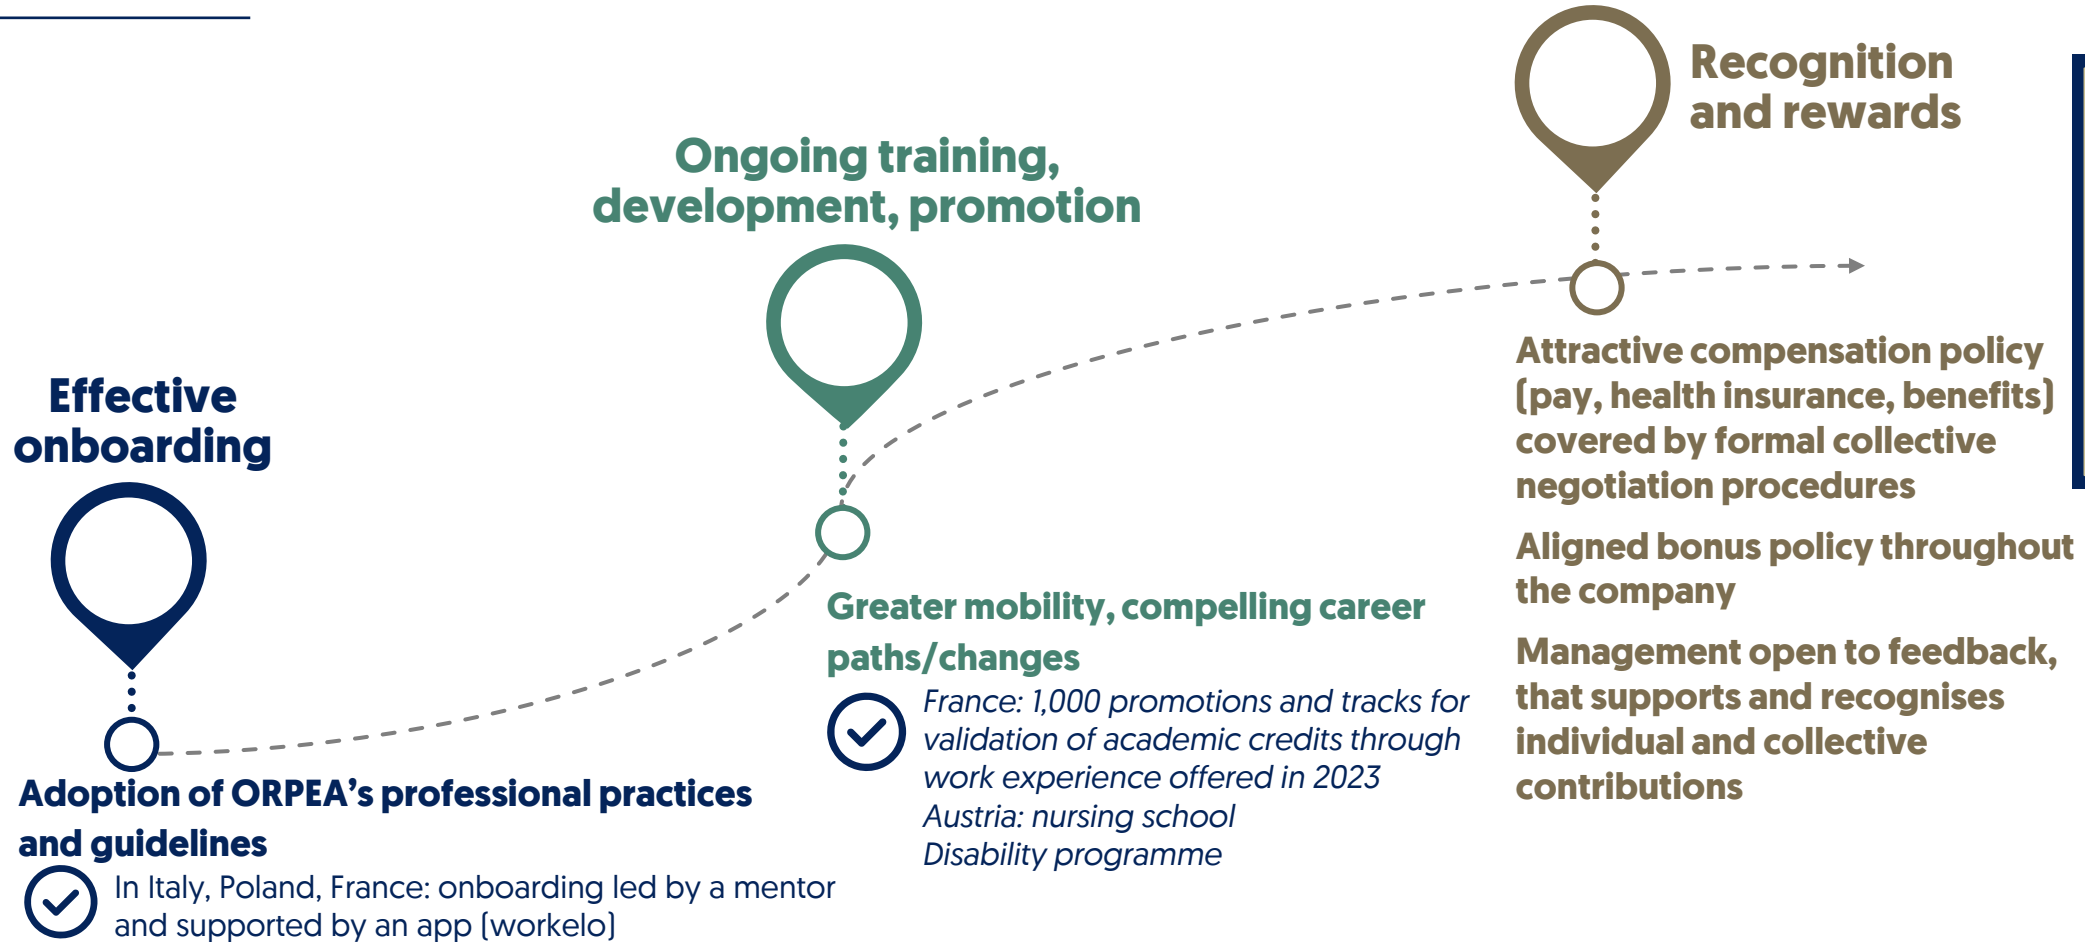 Effective
onboarding
Adoption of ORPEA’s professional practices
and guidelines
In Italy, Poland, France: onboarding led by a mentor
and supported by an app (workelo)
Ongoing training,
development, promotion
Greater mobility, compelling career
paths/changes
France: 1,000 promotions and tracks for
validation of academic credits through
work experience offered in 2023
Austria: nursing school
Disability programme
Recognition
and rewards
Attractive compensation policy
(pay, health insurance, benefits)
covered by formal collective
negotiation procedures
Aligned bonus policy throughout
the company
Management open to feedback,
that supports and recognises
individual and collective
contributions